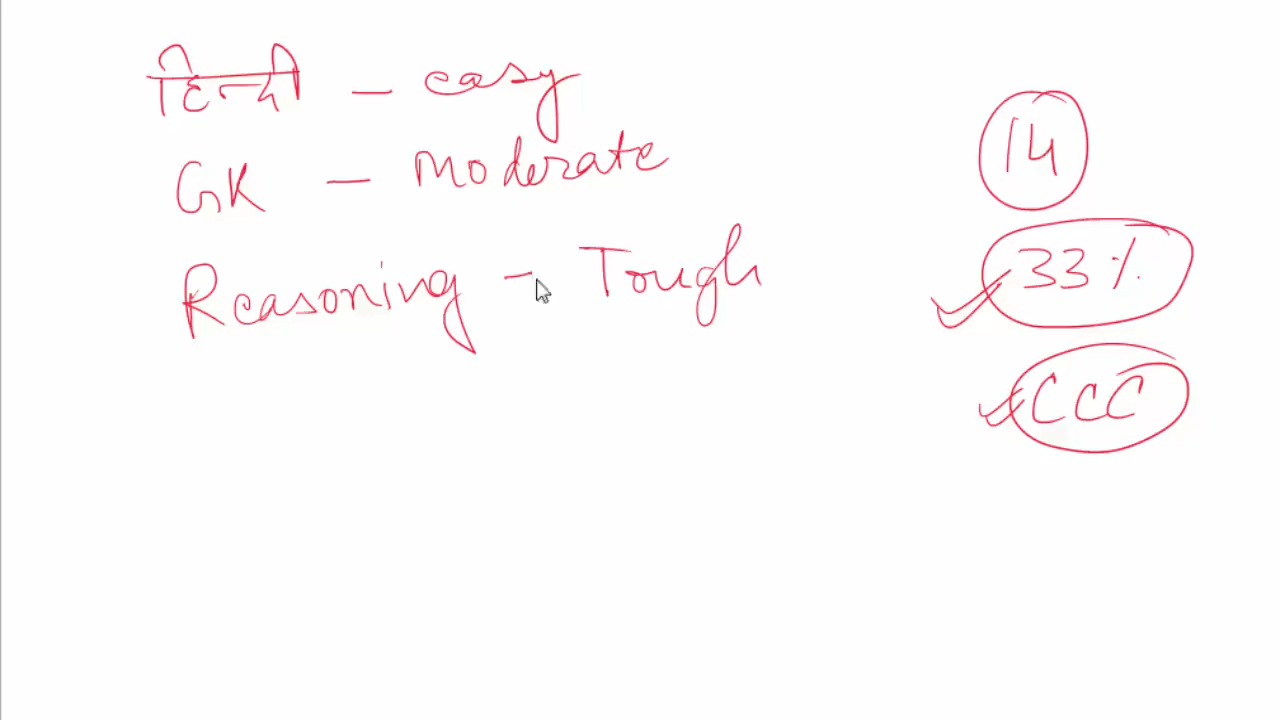 हिन्दी - easy
GK - Moderate
Reasoning - Tough
14
33%
CCC